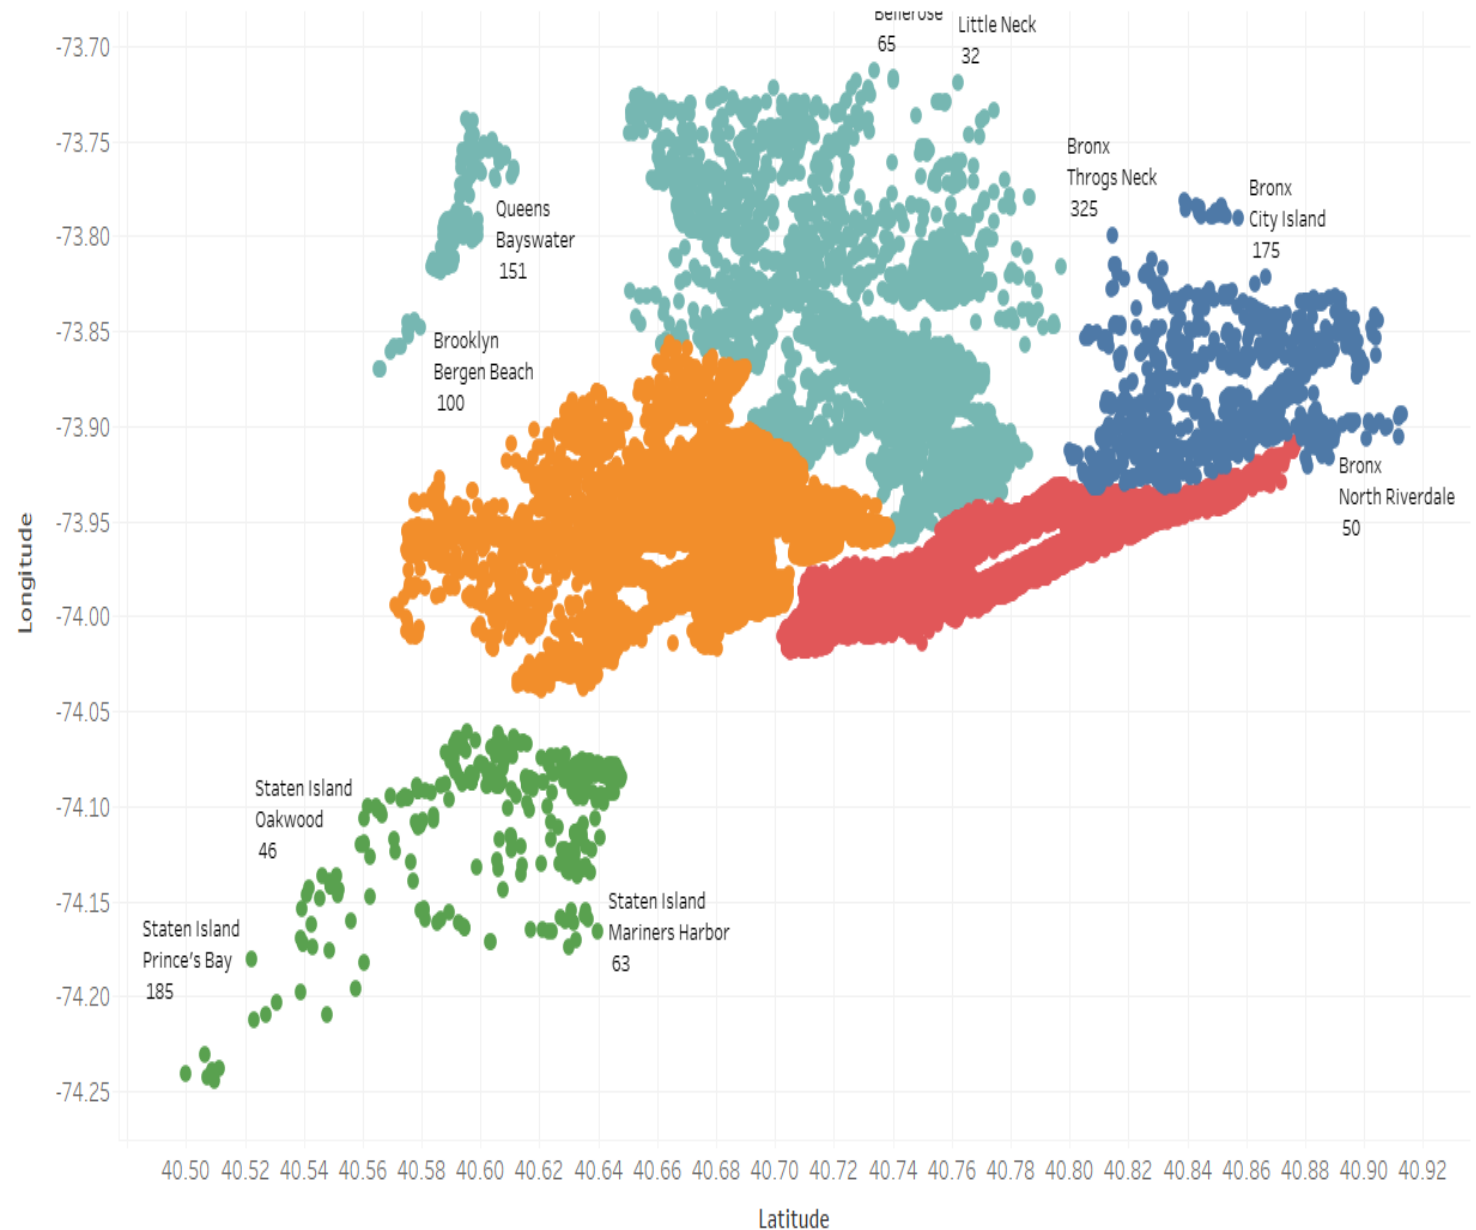 Bellerose
65
Little Neck
32
-73.70
-73.75
-73.80
-73.85
-73.90
-73.95
-74.00
-74.05
-74.10
-74.15
-74.20
-74.25
Longitude
Bronx
Throgs Neck
325
Bronx
City Island
175
Queens
Bayswater
151
Brooklyn
Bergen Beach
100
Bronx
North Riverdale
50
Staten Island
Oakwood
46
Staten Island
Mariners Harbor
63
Staten Island
Prince's Bay
185
40.50 40.52 40.54 40.56 40.58 40.60 40.62 40.64 40.66 40.68 40.70 40.72 40.74 40.76 40.78 40.80 40.82 40.84 40.86 40.88 40.90 40.92
Latitude